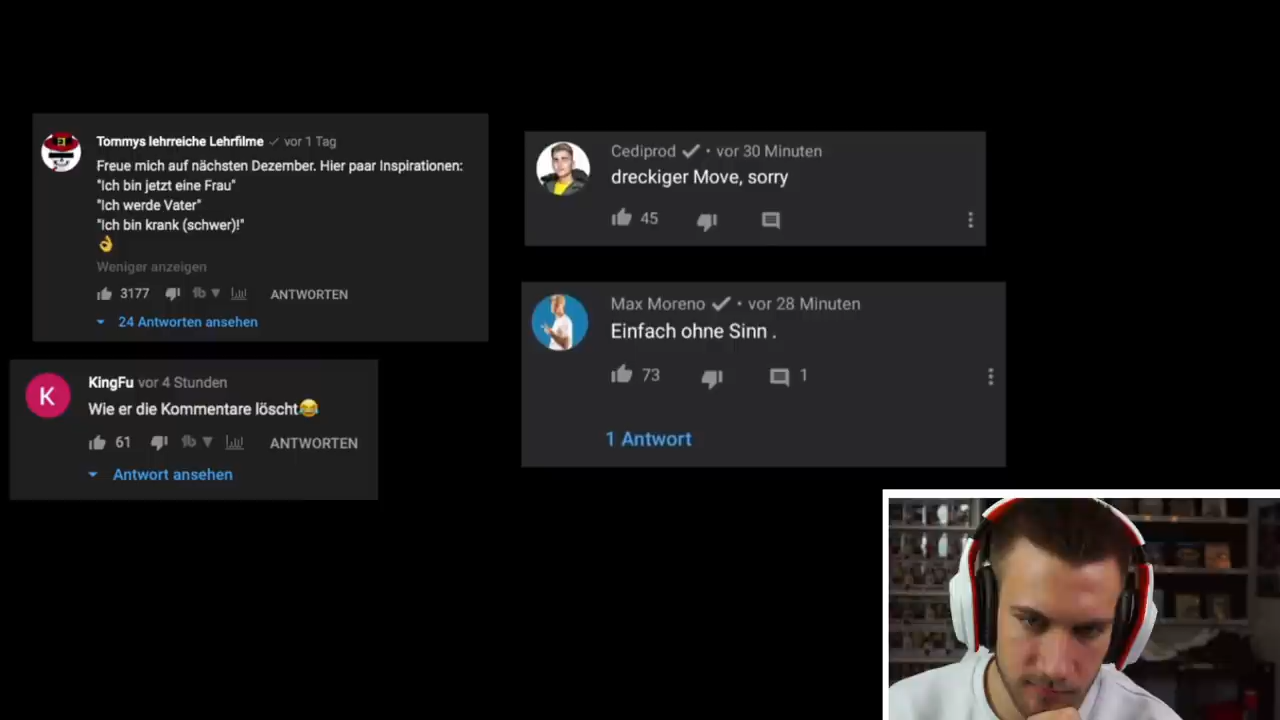 Tommys lehrreiche Lehrfilme vor 1 Tag
Freue mich auf nächsten Dezember. Hier paar Inspirationen:
"Ich bin jetzt eine Frau"
"Ich werde Vater"
"Ich bin krank (schwer)!"
👌
Weniger anzeigen
3177 ANTWORTEN
24 Antworten ansehen
KingFu vor 4 Stunden
Wie er die Kommentare löscht😂
61 ANTWORTEN
Antwort ansehen
Cediprod • vor 30 Minuten
dreckiger Move, sorry
45
Max Moreno • vor 28 Minuten
Einfach ohne Sinn .
73 1
1 Antwort